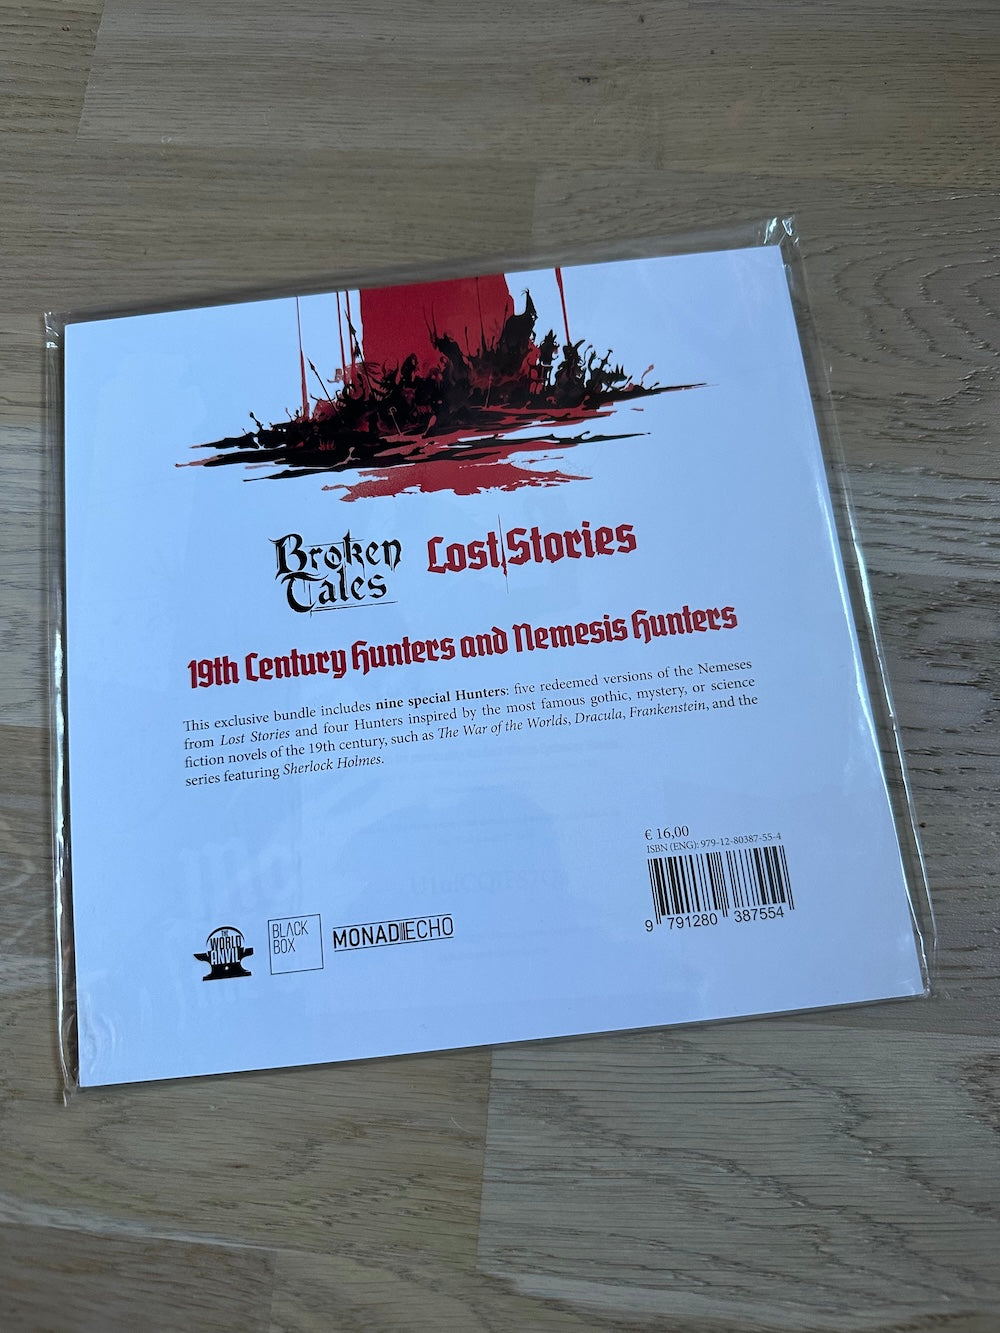 Broken Tales
Lost Stories
19th Century Hunters and Nemesis Hunters
This exclusive bundle includes nine special Hunters: five redeemed versions of the Nemeses
from Lost Stories and four Hunters inspired by the most famous gothic, mystery, or science
fiction novels of the 19th century, such as The War of the Worlds, Dracula, Frankenstein, and the
series featuring Sherlock Holmes.
€ 16,00
ISBN (ENG): 979-12-80387-55-4
9 791280 387554
THE
WORLD
ANVIL
BLACK
BOX
MONAD ECHO